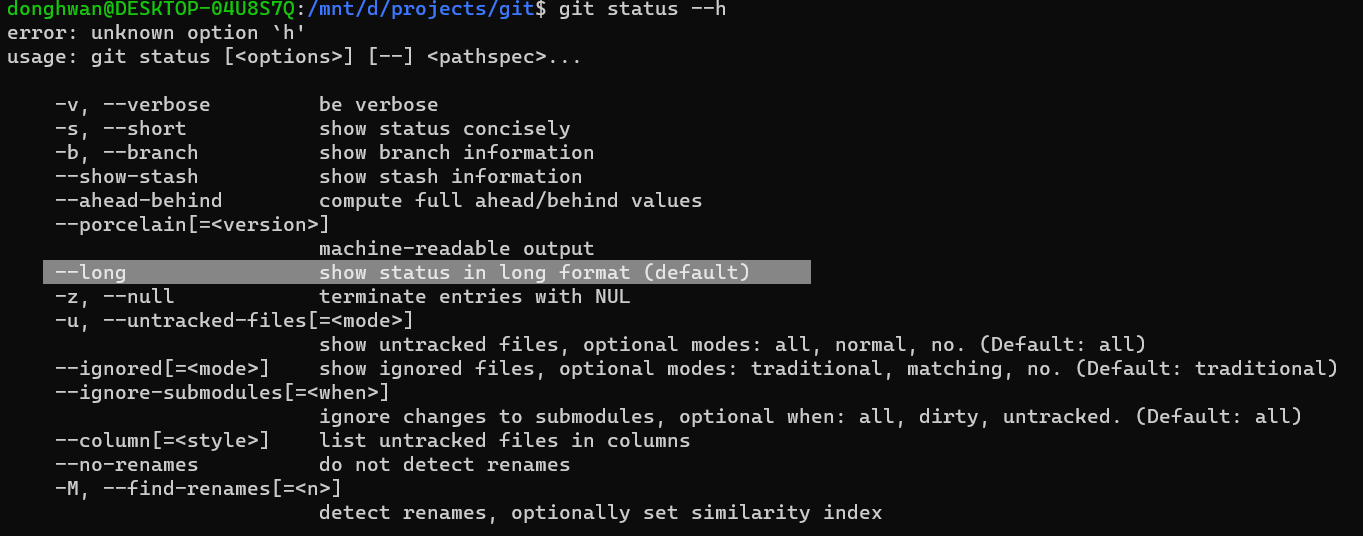 donghwan@DESKTOP-04U8S7Q:/mnt/d/projects/git$ git status --h
error: unknown option `h'
usage: git status [<options>] [--] <pathspec>...

    -v, --verbose         be verbose
    -s, --short           show status concisely
    -b, --branch          show branch information
    --show-stash          show stash information
    --ahead-behind        compute full ahead/behind values
    --porcelain[=<version>]
                          machine-readable output
    --long                show status in long format (default)
    -z, --null            terminate entries with NUL
    -u, --untracked-files[=<mode>]
                          show untracked files, optional modes: all, normal, no. (Default: all)
    --ignored[=<mode>]    show ignored files, optional modes: traditional, matching, no. (Default: traditional)
    --ignore-submodules[=<when>]
                          ignore changes to submodules, optional when: all, dirty, untracked. (Default: all)
    --column[=<style>]    list untracked files in columns
    --no-renames          do not detect renames
    -M, --find-renames[=<n>]
                          detect renames, optionally set similarity index